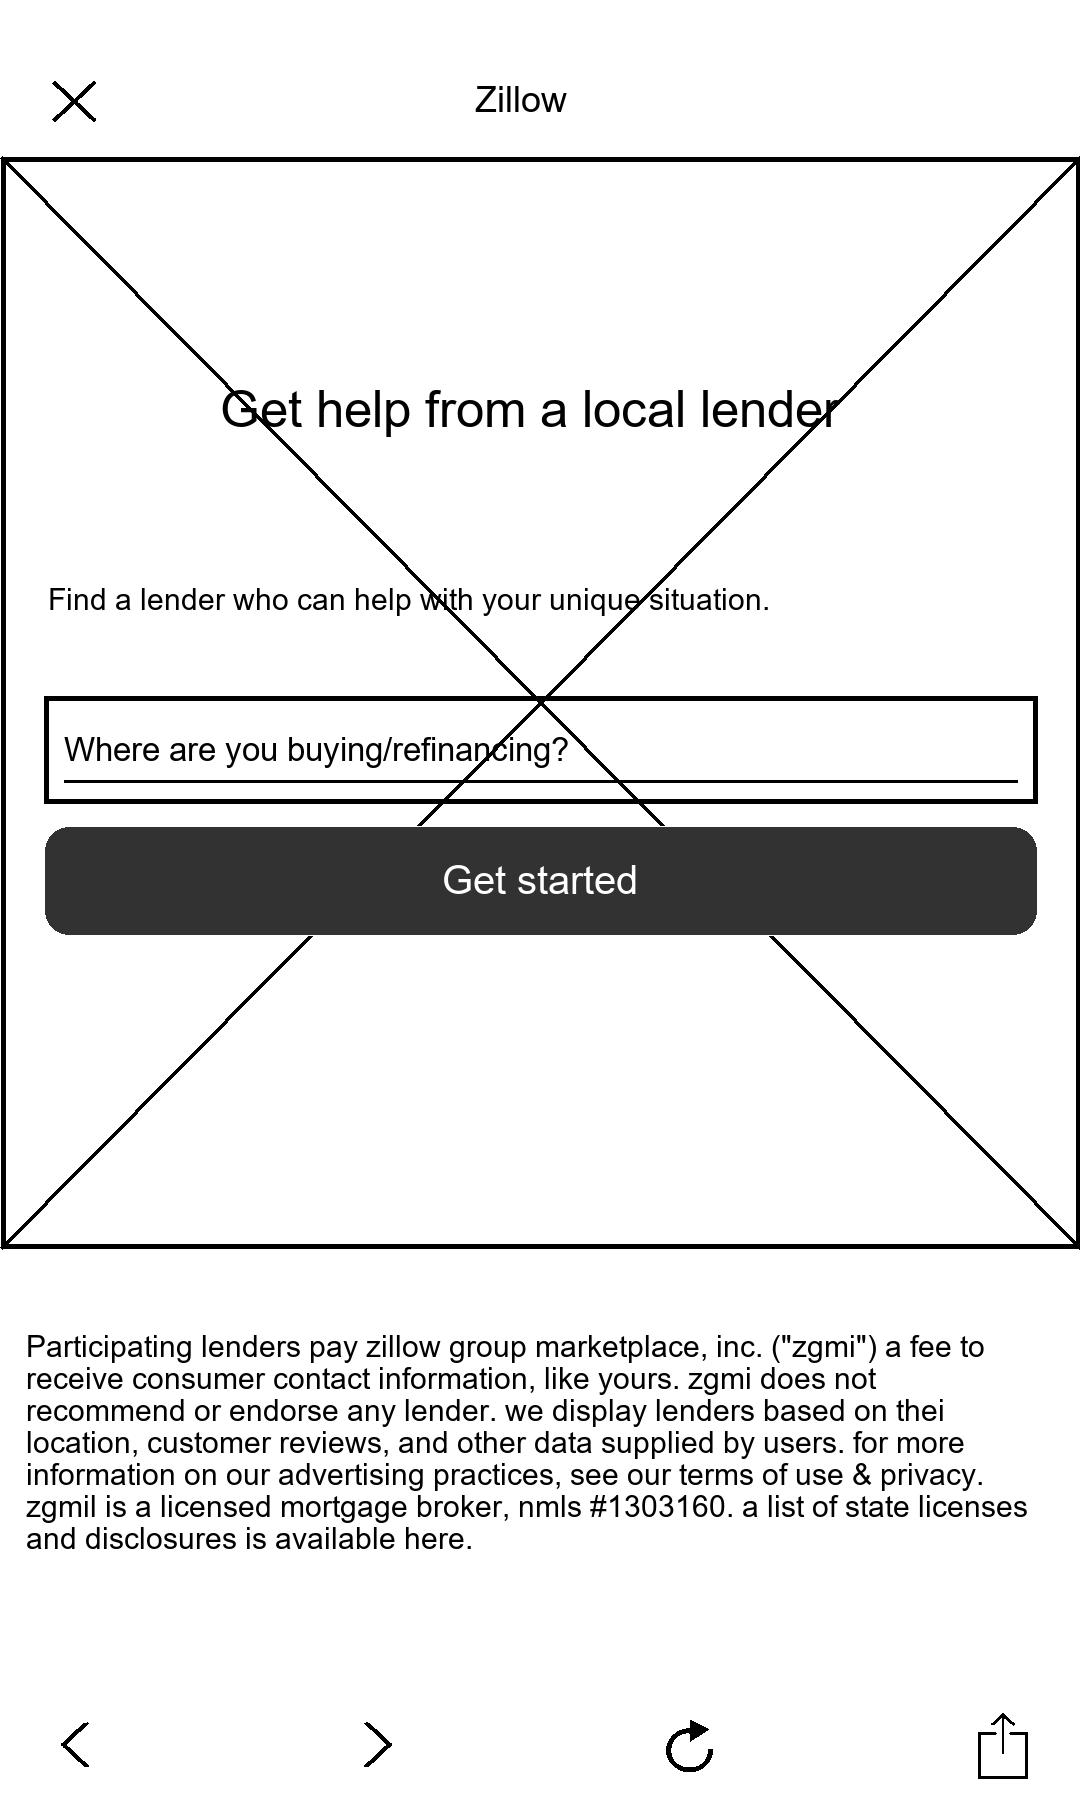 Zillow
Get help from a local lender
Find a lender who can help with your unique situation.
Where are you buying/refinancing?
Get started
Participating lenders pay zillow group marketplace, inc. ("zgmi") a fee to
receive consumer contact information, like yours. zgmi does not
recommend or endorse any lender. we display lenders based on thei
location, customer reviews, and other data supplied by users. for more
information on our advertising practices, see our terms of use & privacy.
zgmil is a licensed mortgage broker, nmls #1303160. a list of state licenses
and disclosures is available here.